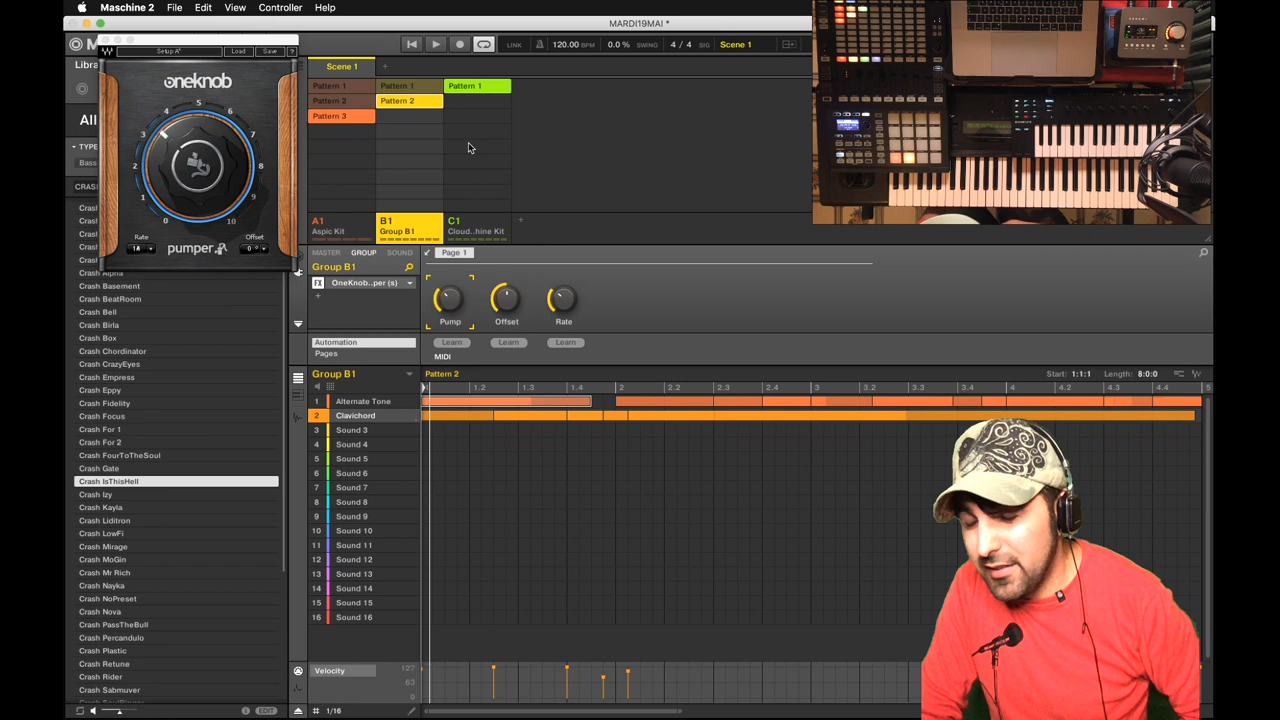 Maschine 2 File Edit View Controller Help
MARDI19MAI *
Setup A* Load Save ?
LINK 120.00 BPM 0.0 % SWING 4 / 4 SIG Scene 1
oneknob
0 1 2 3 4 5 6 7 8 9 10
Rate Offset
pumper
Scene 1 +
Pattern 1 Pattern 1 Pattern 1
Pattern 2 Pattern 2
Pattern 3
A1 B1 C1 +
Aspic Kit Group B1 Cloud..hine Kit
Libra
All
TYPE
Bass
CRASH
Crash Alpha
Crash Basement
Crash BeatRoom
Crash Bell
Crash Birla
Crash Box
Crash Chordinator
Crash CrazyEyes
Crash Empress
Crash Eppy
Crash Fidelity
Crash Focus
Crash For 1
Crash For 2
Crash FourToTheSoul
Crash Gate
Crash IsThisHell
Crash Izy
Crash Kayla
Crash Liditron
Crash LowFi
Crash Mirage
Crash MoGin
Crash Mr Rich
Crash Nayka
Crash NoPreset
Crash Nova
Crash PassTheBull
Crash Percandulo
Crash Plastic
Crash Retune
Crash Rider
Crash Sabmuver
EDIT
MASTER GROUP SOUND
Group B1
FX OneKnob..per (s)
+
Page 1
Pump Offset Rate
Automation Learn Learn Learn
Pages MIDI
Group B1 Pattern 2 Start: 1:1:1 Length: 8:0:0
1.2 1.3 1.4 2 2.2 2.3 2.4 3 3.2 3.3 3.4 4 4.2 4.3 4.4 5
1 Alternate Tone
2 Clavichord
3 Sound 3
4 Sound 4
5 Sound 5
6 Sound 6
7 Sound 7
8 Sound 8
9 Sound 9
10 Sound 10
11 Sound 11
12 Sound 12
13 Sound 13
14 Sound 14
15 Sound 15
16 Sound 16
Velocity 127
63
0
1/16